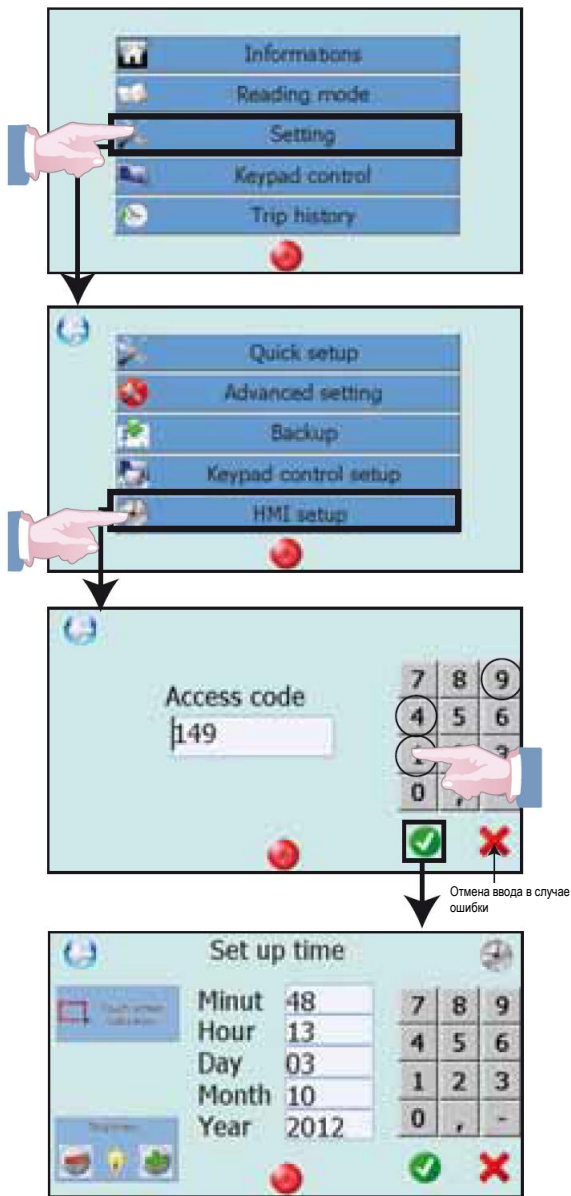 Informations
Reading mode
Setting
Keypad control
Trip history
Quick setup
Advanced setting
Backup
Keypad control setup
HMI setup
Access code
149
7 8 9
4 5 6
1 3
0 ,
Отмена ввода в случае
ошибки
Set up time
Minut 48
Hour 13
Day 03
Month 10
Year 2012
7 8 9
4 5 6
1 2 3
0 , -